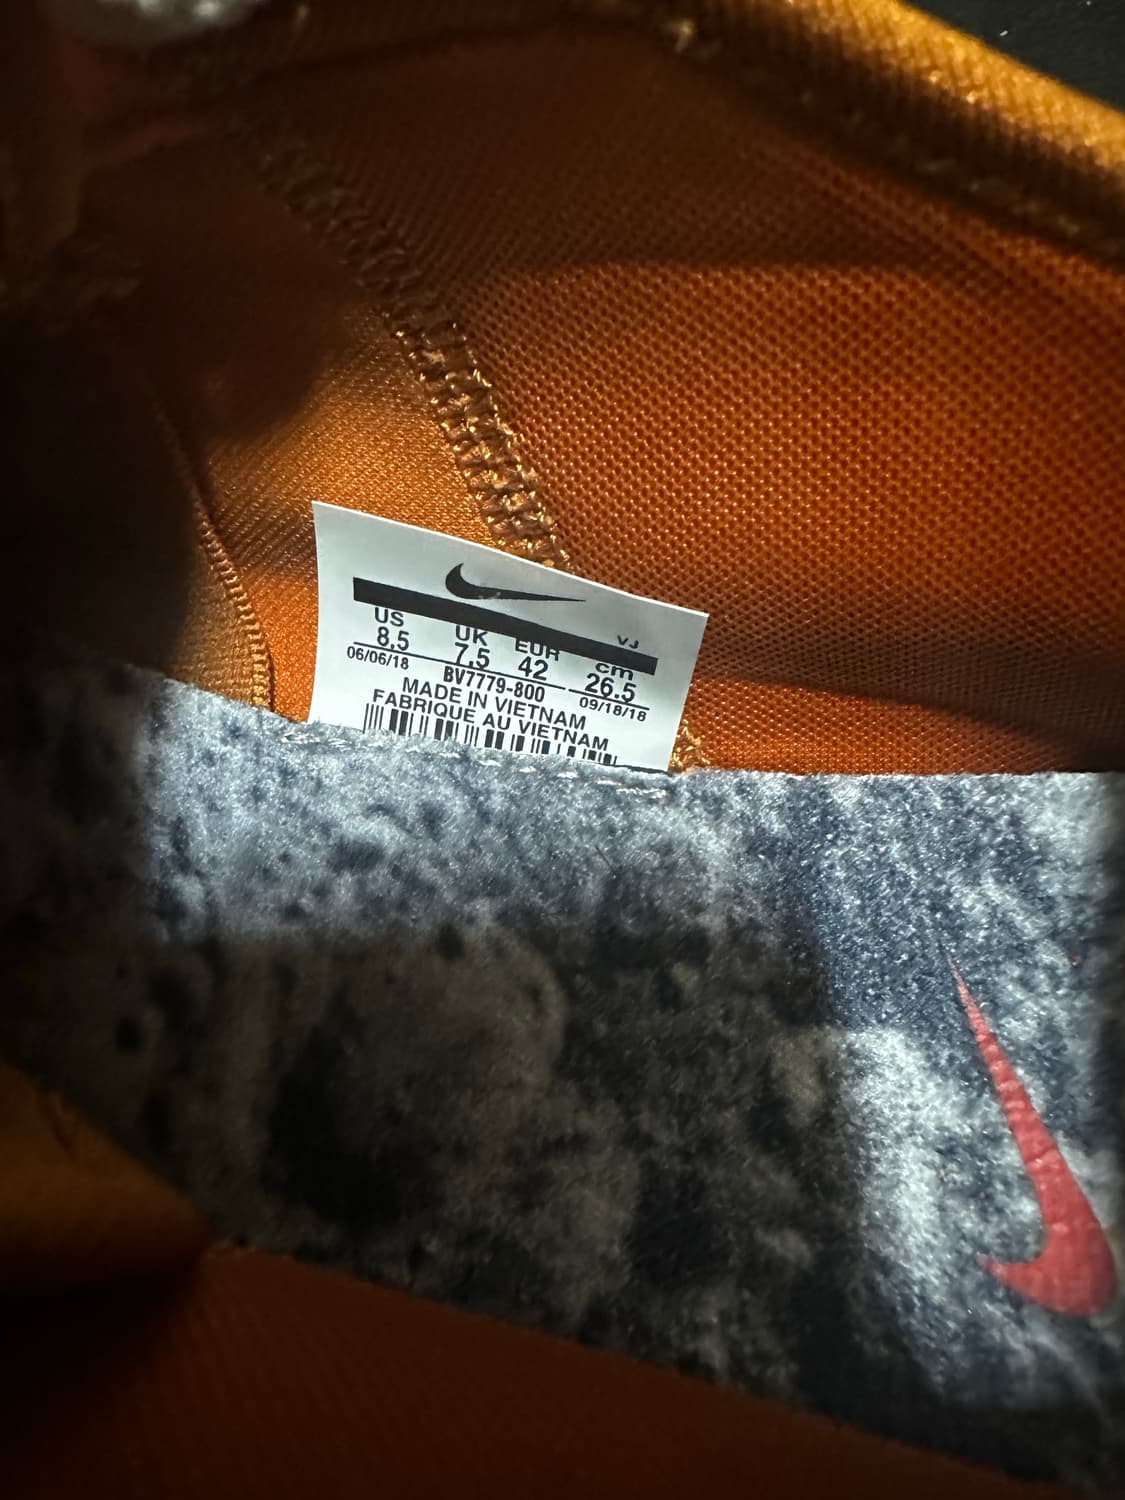 VJ
US UK EUR cm
8.5 7.5 42 26.5
06/06/18 BV7779-800 09/18/18
MADE IN VIETNAM
FABRIQUE AU VIETNAM